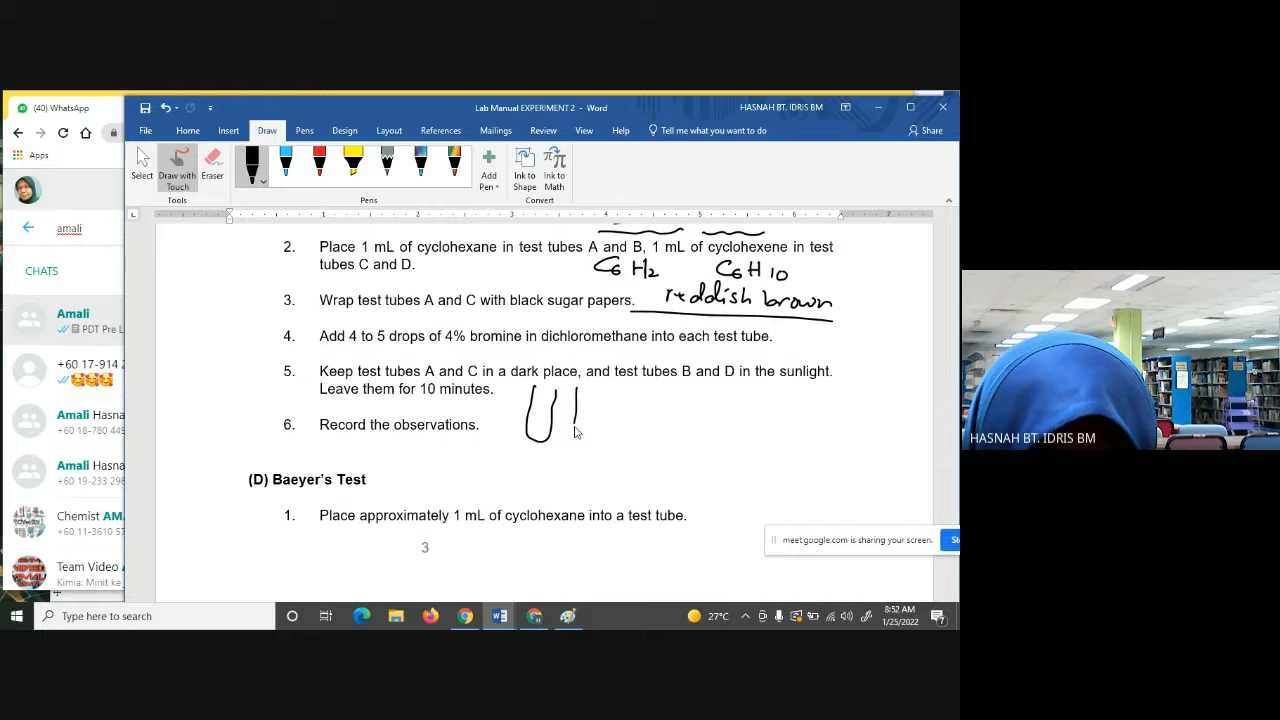 (40) WhatsApp
Lab Manual EXPERIMENT 2 - Word
HASNAH BT. IDRIS BM
File Home Insert Draw Pens Design Layout References Mailings Review View Help Tell me what you want to do Share
Apps
Select
Draw with Touch
Eraser
Add Pen
Ink to Shape
Ink to Math
Tools
Pens
Convert
amali
CHATS
Amali
PDT Pre L
+60 17-914 2
Amali Hasna
+60 18-780 449
Amali Hasna
+60 19-233 296
Chemist AMA
+60 11-3610 57
Team Video
Kimia: Minit ke
2. Place 1 mL of cyclohexane in test tubes A and B, 1 mL of cyclohexene in test
tubes C and D.
C6 H2 C6H10
3. Wrap test tubes A and C with black sugar papers. reddish brown
4. Add 4 to 5 drops of 4% bromine in dichloromethane into each test tube.
5. Keep test tubes A and C in a dark place, and test tubes B and D in the sunlight.
Leave them for 10 minutes.
6. Record the observations.
(D) Baeyer's Test
1. Place approximately 1 mL of cyclohexane into a test tube.
3
meet.google.com is sharing your screen.
HASNAH BT. IDRIS BM
Type here to search
27°C
8:52 AM
1/25/2022